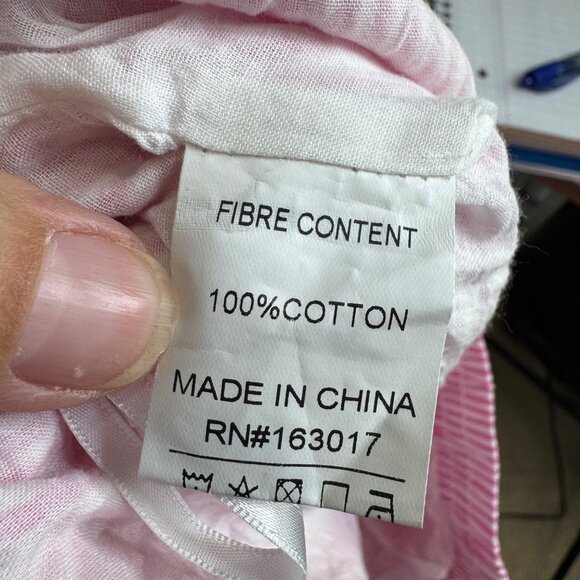 FIBRE CONTENT
100%COTTON
MADE IN CHINA
RN#163017